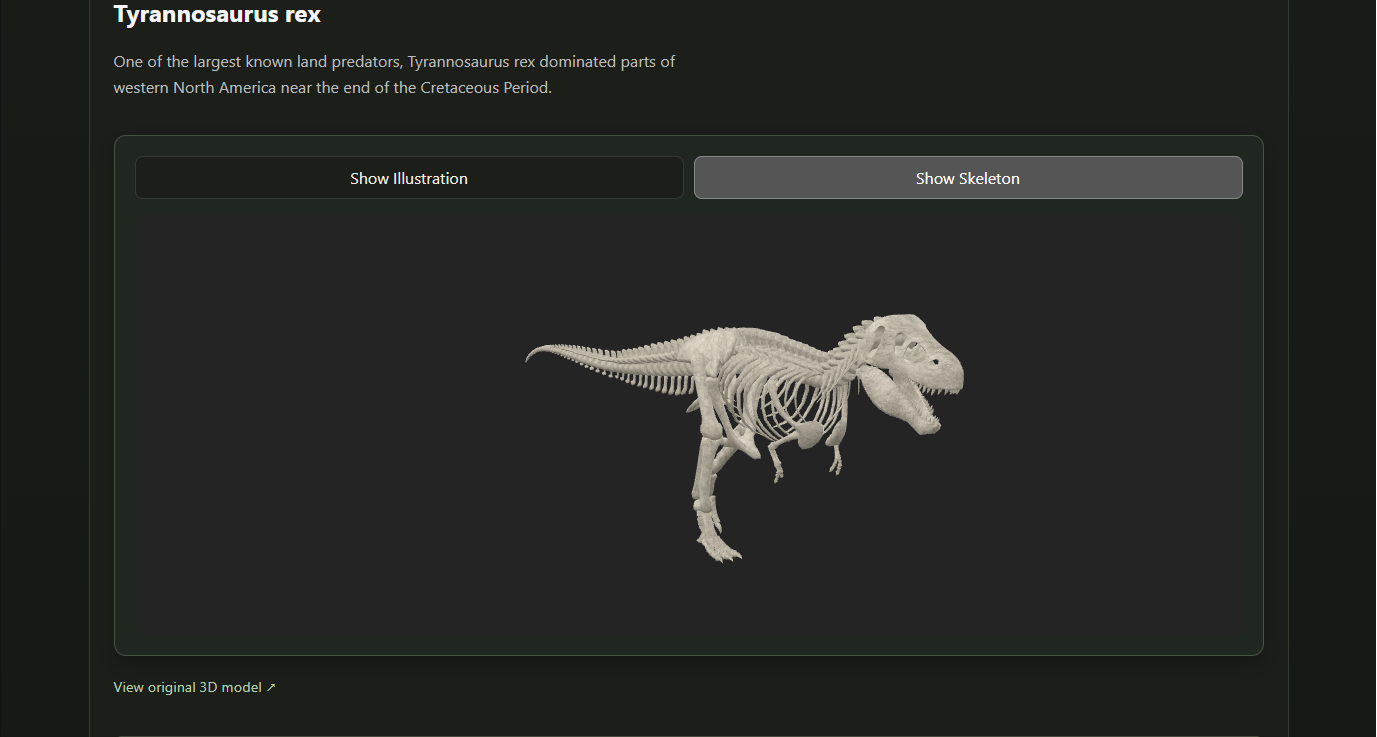 Tyrannosaurus rex
One of the largest known land predators, Tyrannosaurus rex dominated parts of
western North America near the end of the Cretaceous Period.
Show Illustration
Show Skeleton
View original 3D model ↗